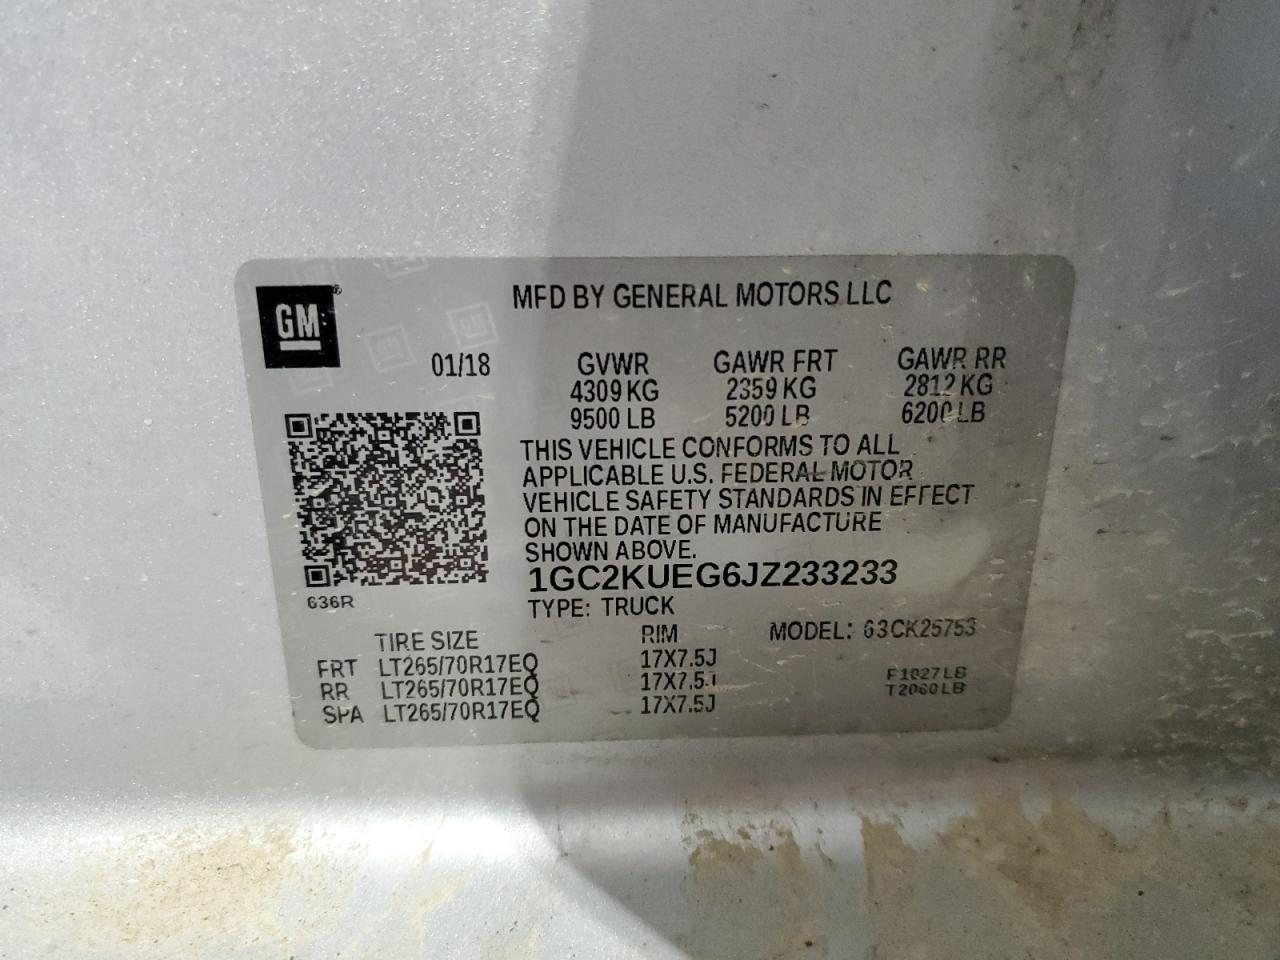 GM®
MFD BY GENERAL MOTORS LLC
01/18 GVWR GAWR FRT GAWR RR
4309 KG 2359 KG 2812 KG
9500 LB 5200 LB 6200 LB
THIS VEHICLE CONFORMS TO ALL
APPLICABLE U.S. FEDERAL MOTOR
VEHICLE SAFETY STANDARDS IN EFFECT
ON THE DATE OF MANUFACTURE
SHOWN ABOVE.
1GC2KUEG6JZ233233
636R
TYPE: TRUCK
TIRE SIZE RIM MODEL: 63CK25753
FRT LT265/70R17EQ 17X7.5J
RR LT265/70R17EQ 17X7.5J
SPA LT265/70R17EQ 17X7.5J
F1027LB
T2060LB